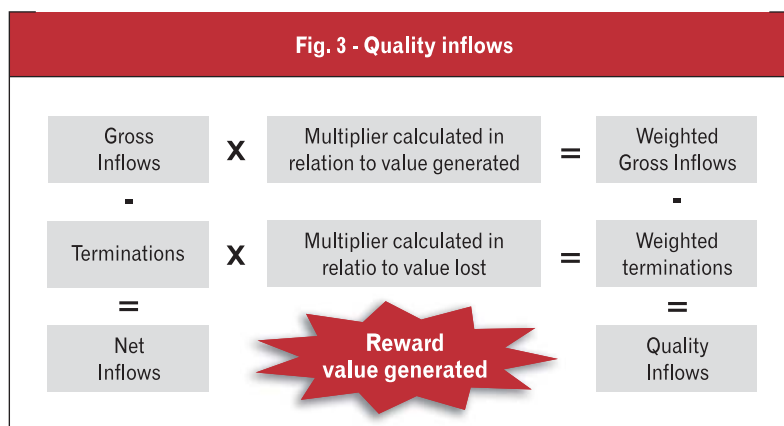 Fig. 3 - Quality inflows
Gross
Inflows
X
Multiplier calculated in
relation to value generated
=
Weighted
Gross Inflows
-
-
Terminations
X
Multiplier calculated in
relatio to value lost
=
Weighted
terminations
=
=
Net
Inflows
Reward
value generated
Quality
Inflows